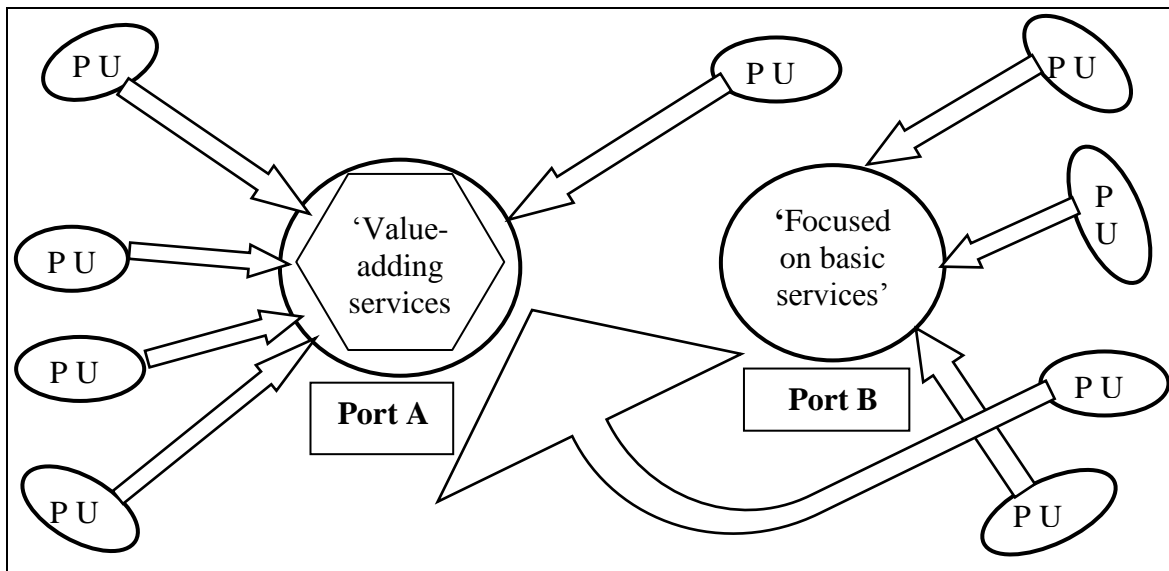 P U
P U
P U
P U
P U
P U
P U
P
U
P U
P U
‘Value-
adding
services
Port A
‘Focused
on basic
services’
Port B